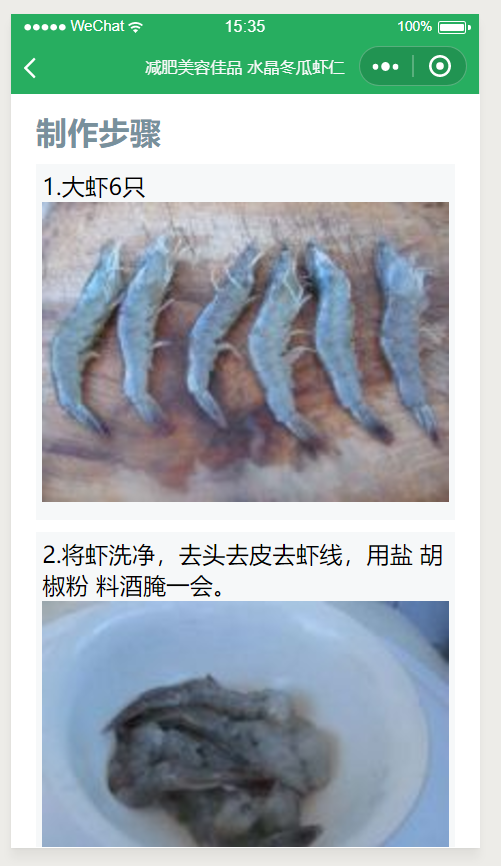 WeChat 15:35 100%
减肥美容佳品 水晶冬瓜虾仁
制作步骤
1.大虾6只
2.将虾洗净，去头去皮去虾线，用盐 胡
椒粉 料酒腌一会。